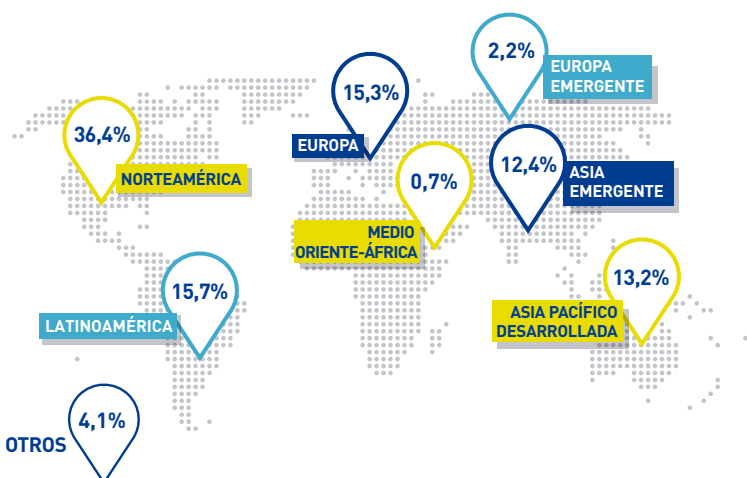 2,2%
EUROPA
EMERGENTE
15,3%
EUROPA
36,4%
NORTEAMÉRICA
12,4%
ASIA
EMERGENTE
0,7%
MEDIO
ORIENTE-ÁFRICA
15,7%
LATINOAMÉRICA
13,2%
ASIA PACÍFICO
DESARROLLADA
4,1%
OTROS